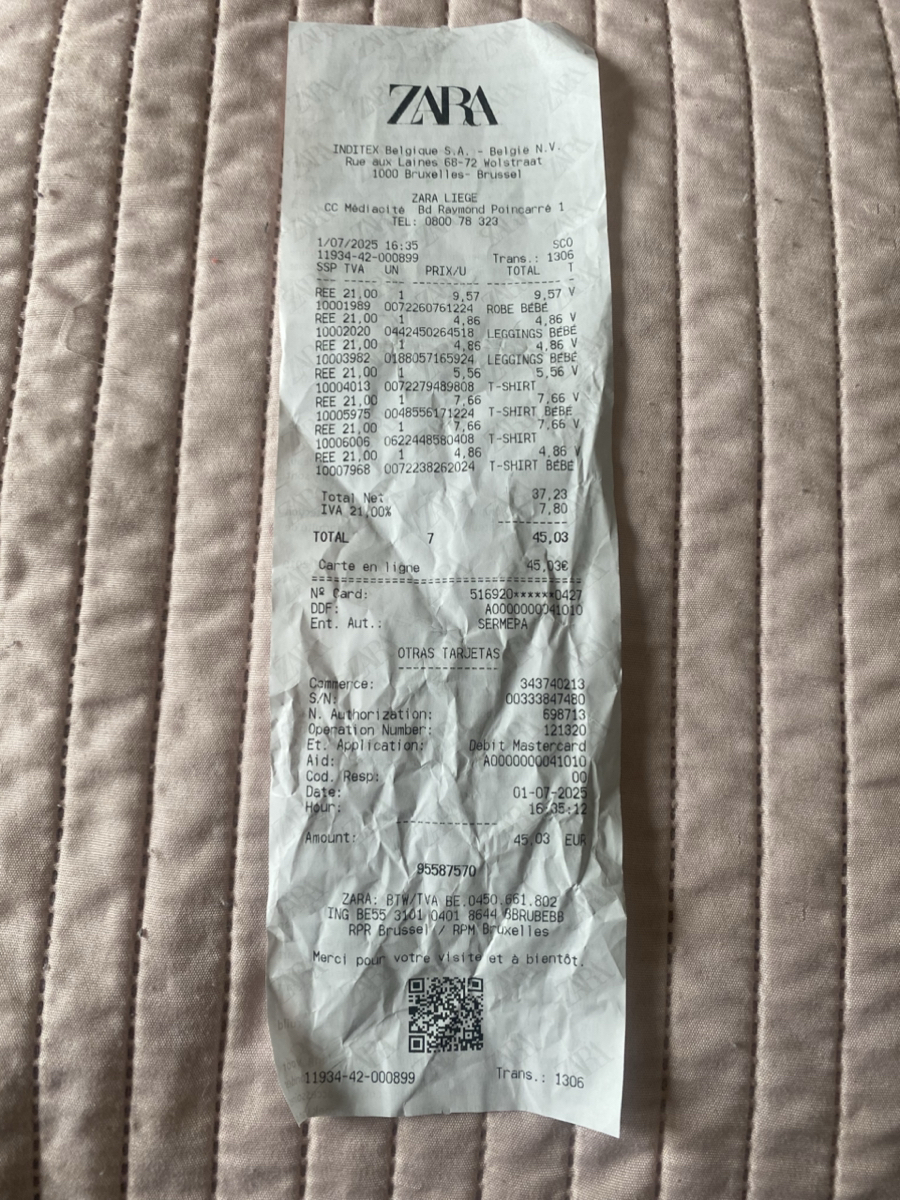 ZARA
INDITEX Belgique S.A. - Belgie N.V.
Rue aux Laines 68-72 Wolstraat
1000 Bruxelles- Brussel
ZARA LIEGE
CC Médiacité Bd Raymond Poincarré 1
TEL: 0800 78 323
1/07/2025 16:35 SCO
11934-42-000899 Trans.: 1306
SSP TVA UN PRIX/U TOTAL T
REE 21,00 1 9,57 9,57 V
10001989 0072260761224 ROBE BÉBÉ
REE 21,00 1 4,86 4,86 V
10002020 0442450264518 LEGGINGS BÉBÉ
REE 21,00 1 4,86 4,86 V
10003982 0188057165924 LEGGINGS BÉBÉ
REE 21,00 1 5,56 5,56 V
10004013 0072279489808 T-SHIRT
REE 21,00 1 7,66 7,66 V
10005975 0048556171224 T-SHIRT BÉBÉ
REE 21,00 1 7,66 7,66 V
10006006 0622448580408 T-SHIRT
REE 21,00 1 4,86 4,86 V
10007968 0072238262024 T-SHIRT BÉBÉ
Total Net 37,23
IVA 21,00% 7,80
TOTAL 7 45,03
Carte en ligne 45,03€
Nº Card: 516920******0427
DDF: A0000000041010
Ent. Aut.: SERMEPA
OTRAS TARJETAS
Commerce: 343740213
S/N: 00333847480
N. Authorization: 698713
Operation Number: 121320
Et. Application: Debit Mastercard
Aid: A0000000041010
Cod. Resp: 00
Date: 01-07-2025
Hour: 16:35:12
Amount: 45,03 EUR
95587570
ZARA: BTW/TVA BE.0450.661.802
ING BE55 3101 0401 8644 BBRUBEBB
RPR Brussel / RPM Bruxelles
Merci pour votre visite et à bientôt.
11934-42-000899 Trans.: 1306